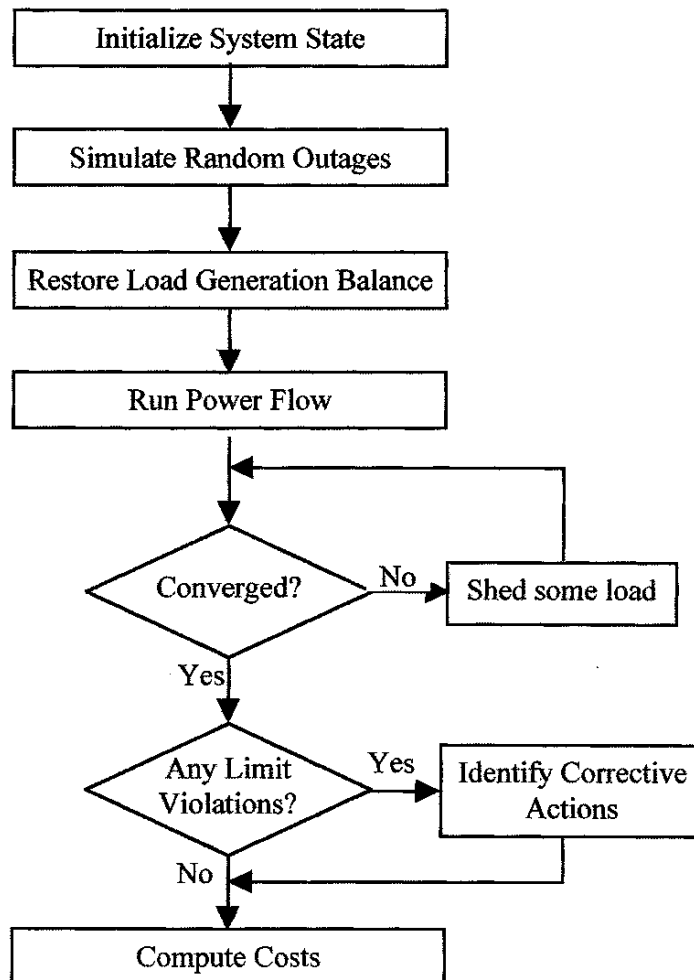 Initialize System State
Simulate Random Outages
Restore Load Generation Balance
Run Power Flow
Converged?
No
Shed some load
Yes
Any Limit
Violations?
Yes
Identify Corrective
Actions
No
Compute Costs